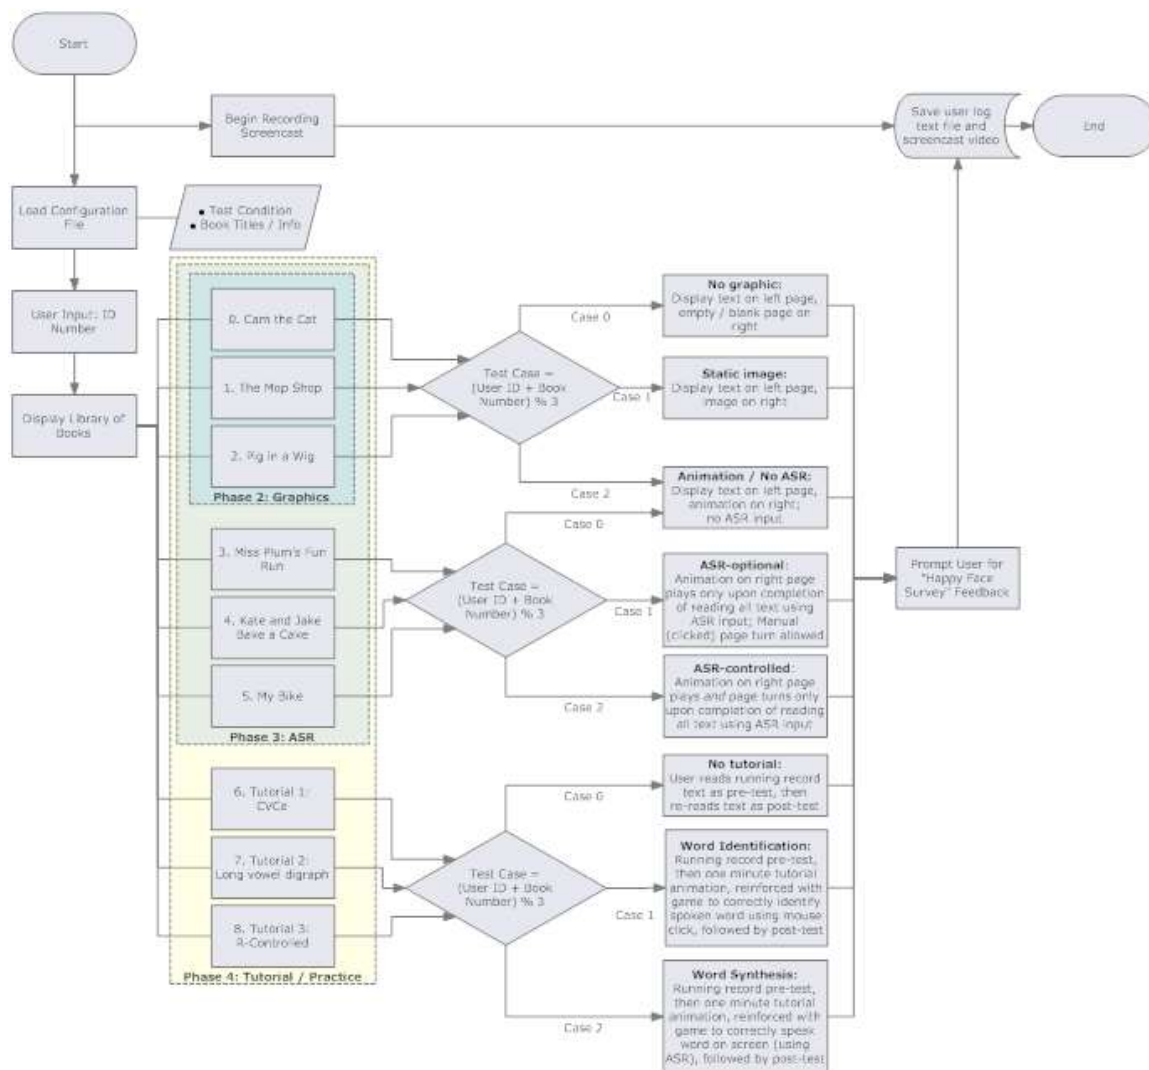 Start
Begin Recording
Screencast
Save user log
text file and
screencast video
End
Load Configuration
File
• Test Condition
• Book Titles / Info
User Input: ID
Number
Display Library of
Books
0. Cam the Cat
1. The Mop Shop
2. Pig in a Wig
Phase 2: Graphics
Test Case =
(User ID + Book
Number) % 3
Case 0
Case 1
Case 2
No graphic:
Display text on left page,
empty / blank page on
right
Static image:
Display text on left page,
image on right
Animation / No ASR:
Display text on left page,
animation on right;
no ASR input
3. Miss Plum's Fun
Run
4. Kate and Jake
Bake a Cake
5. My Bike
Phase 3: ASR
Test Case =
(User ID + Book
Number) % 3
Case 0
Case 1
Case 2
ASR-optional:
Animation on right page
plays only upon completion
of reading all text using
ASR input; Manual
(clicked) page turn allowed
ASR-controlled:
Animation on right page
plays and page turns only
upon completion of reading
all text using ASR input
Prompt User for
"Happy Face
Survey" Feedback
6. Tutorial 1:
CVCe
7. Tutorial 2:
Long vowel digraph
8. Tutorial 3:
R-Controlled
Phase 4: Tutorial / Practice
Test Case =
(User ID + Book
Number) % 3
Case 0
Case 1
Case 2
No tutorial:
User reads running record
text as pre-test, then
re-reads text as post-test
Word Identification:
Running record pre-test,
then one minute tutorial
animation, reinforced with
game to correctly identify
spoken word using mouse
click, followed by post-test
Word Synthesis:
Running record pre-test,
then one minute tutorial
animation, reinforced with
game to correctly speak
word on screen (using
ASR), followed by post-test